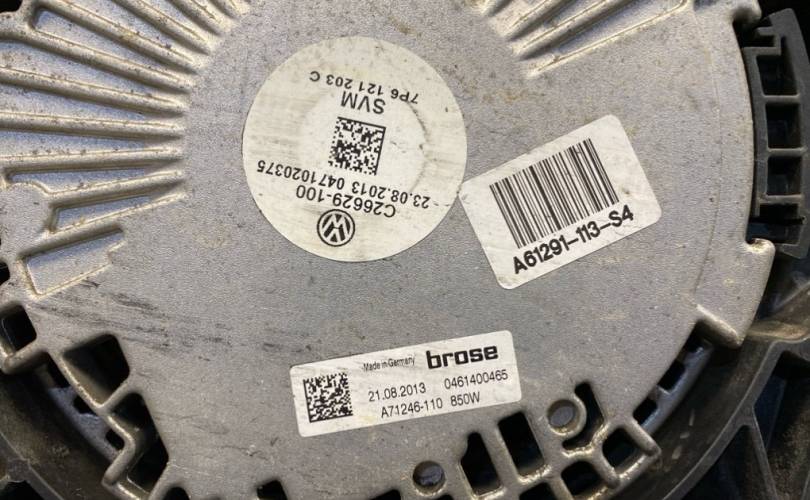 C26629-100
23.08.2013 0471020375
SVM
7P6 121 203 C
A61291-113-S4
Made in Germany brose
21.08.2013 0461400465
A71246-110 850W